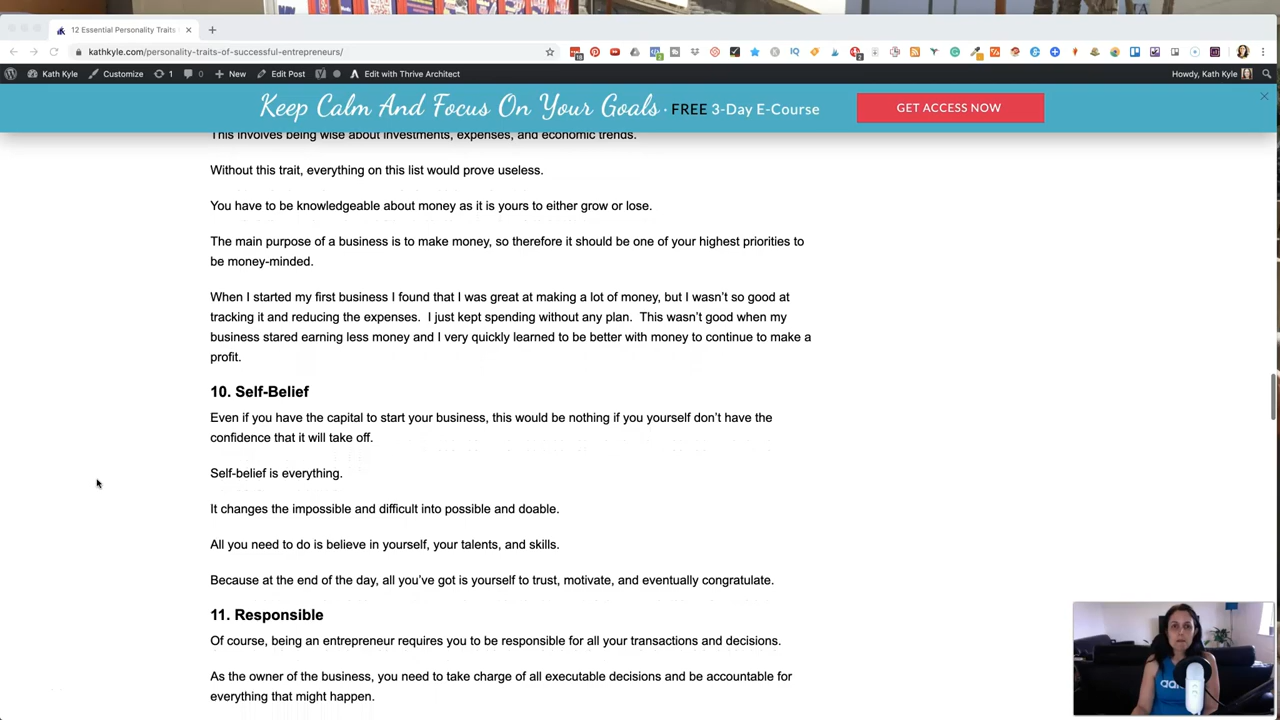 12 Essential Personality Traits
kathkyle.com/personality-traits-of-successful-entrepreneurs/
Kath Kyle Customize 1 0 New Edit Post Edit with Thrive Architect Howdy, Kath Kyle
Keep Calm And Focus On Your Goals · FREE 3-Day E-Course GET ACCESS NOW
This involves being wise about investments, expenses, and economic trends.
Without this trait, everything on this list would prove useless.
You have to be knowledgeable about money as it is yours to either grow or lose.
The main purpose of a business is to make money, so therefore it should be one of your highest priorities to
be money-minded.
When I started my first business I found that I was great at making a lot of money, but I wasn’t so good at
tracking it and reducing the expenses. I just kept spending without any plan. This wasn’t good when my
business stared earning less money and I very quickly learned to be better with money to continue to make a
profit.
10. Self-Belief
Even if you have the capital to start your business, this would be nothing if you yourself don’t have the
confidence that it will take off.
Self-belief is everything.
It changes the impossible and difficult into possible and doable.
All you need to do is believe in yourself, your talents, and skills.
Because at the end of the day, all you’ve got is yourself to trust, motivate, and eventually congratulate.
11. Responsible
Of course, being an entrepreneur requires you to be responsible for all your transactions and decisions.
As the owner of the business, you need to take charge of all executable decisions and be accountable for
everything that might happen.